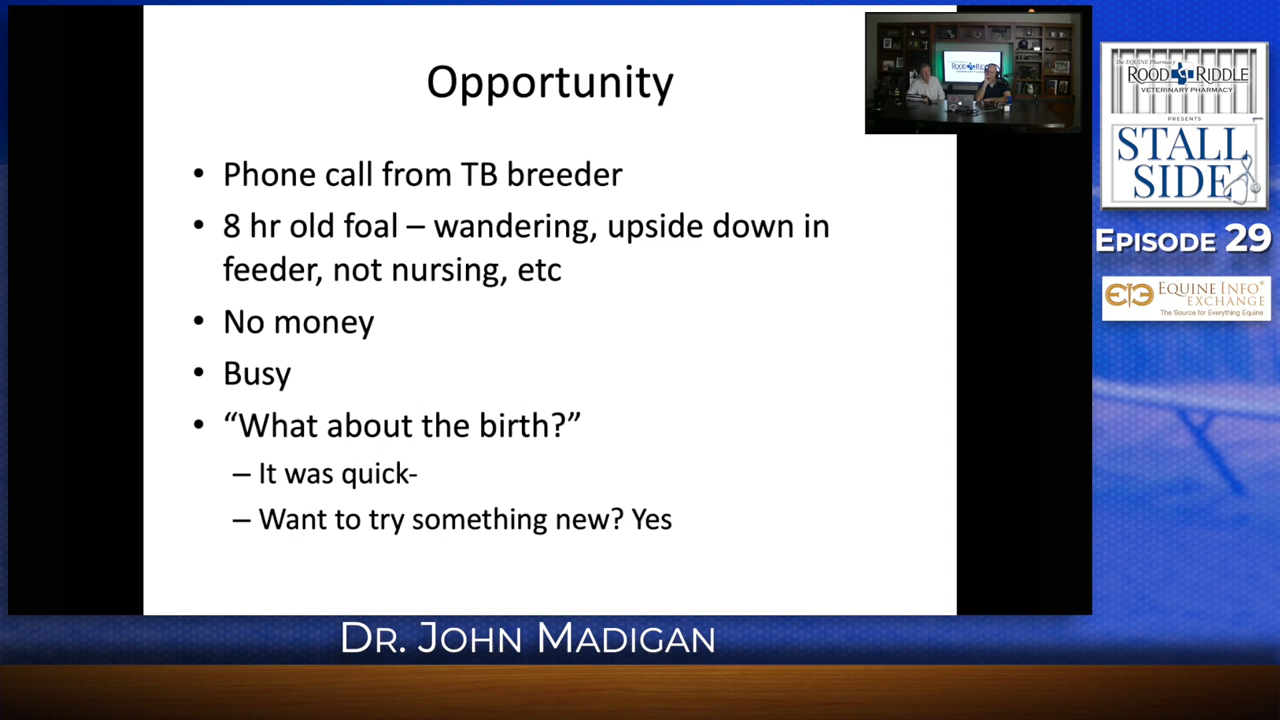 Opportunity
• Phone call from TB breeder
• 8 hr old foal – wandering, upside down in
feeder, not nursing, etc
• No money
• Busy
• “What about the birth?”
– It was quick-
– Want to try something new? Yes
DR. JOHN MADIGAN
The EQUINE Pharmacy
ROOD RIDDLE
VETERINARY PHARMACY
PRESENTS
STALL
SIDE
EPISODE 29
EQUINE INFO
EXCHANGE
The Source for Everything Equine
ROOD RIDDLE